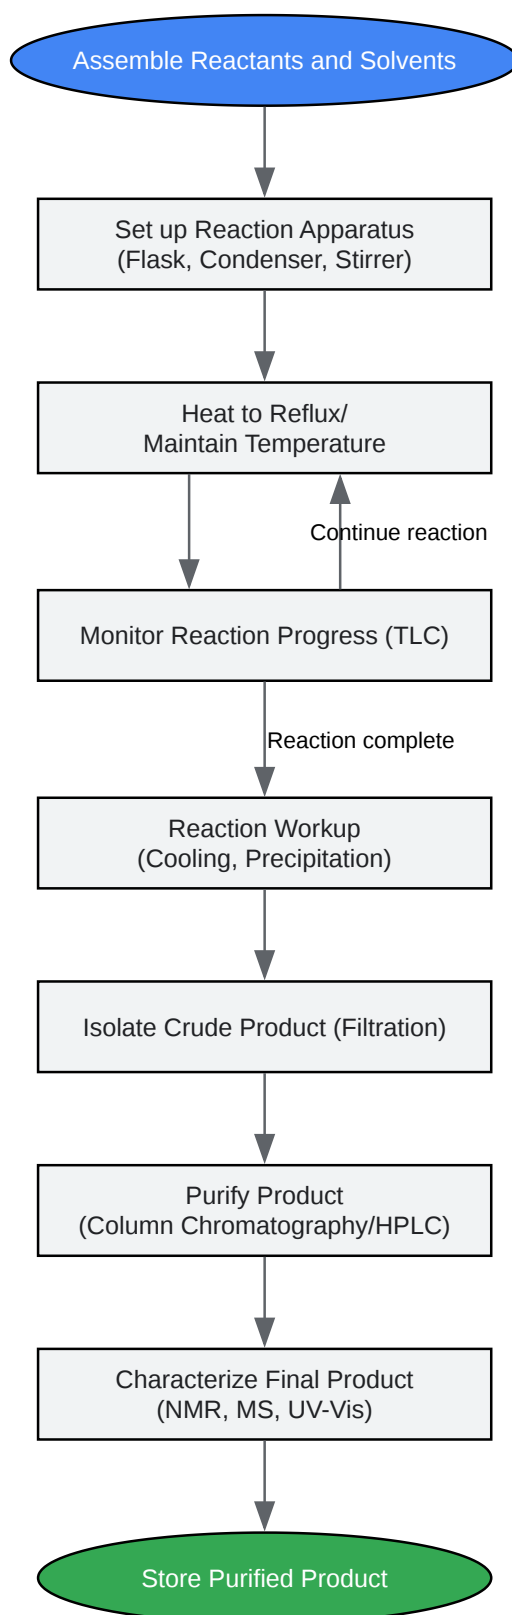 Assemble Reactants and Solvents
Set up Reaction Apparatus
(Flask, Condenser, Stirrer)
Heat to Reflux/
Maintain Temperature
Continue reaction
Monitor Reaction Progress (TLC)
Reaction complete
Reaction Workup
(Cooling, Precipitation)
Isolate Crude Product (Filtration)
Purify Product
(Column Chromatography/HPLC)
Characterize Final Product
(NMR, MS, UV-Vis)
Store Purified Product